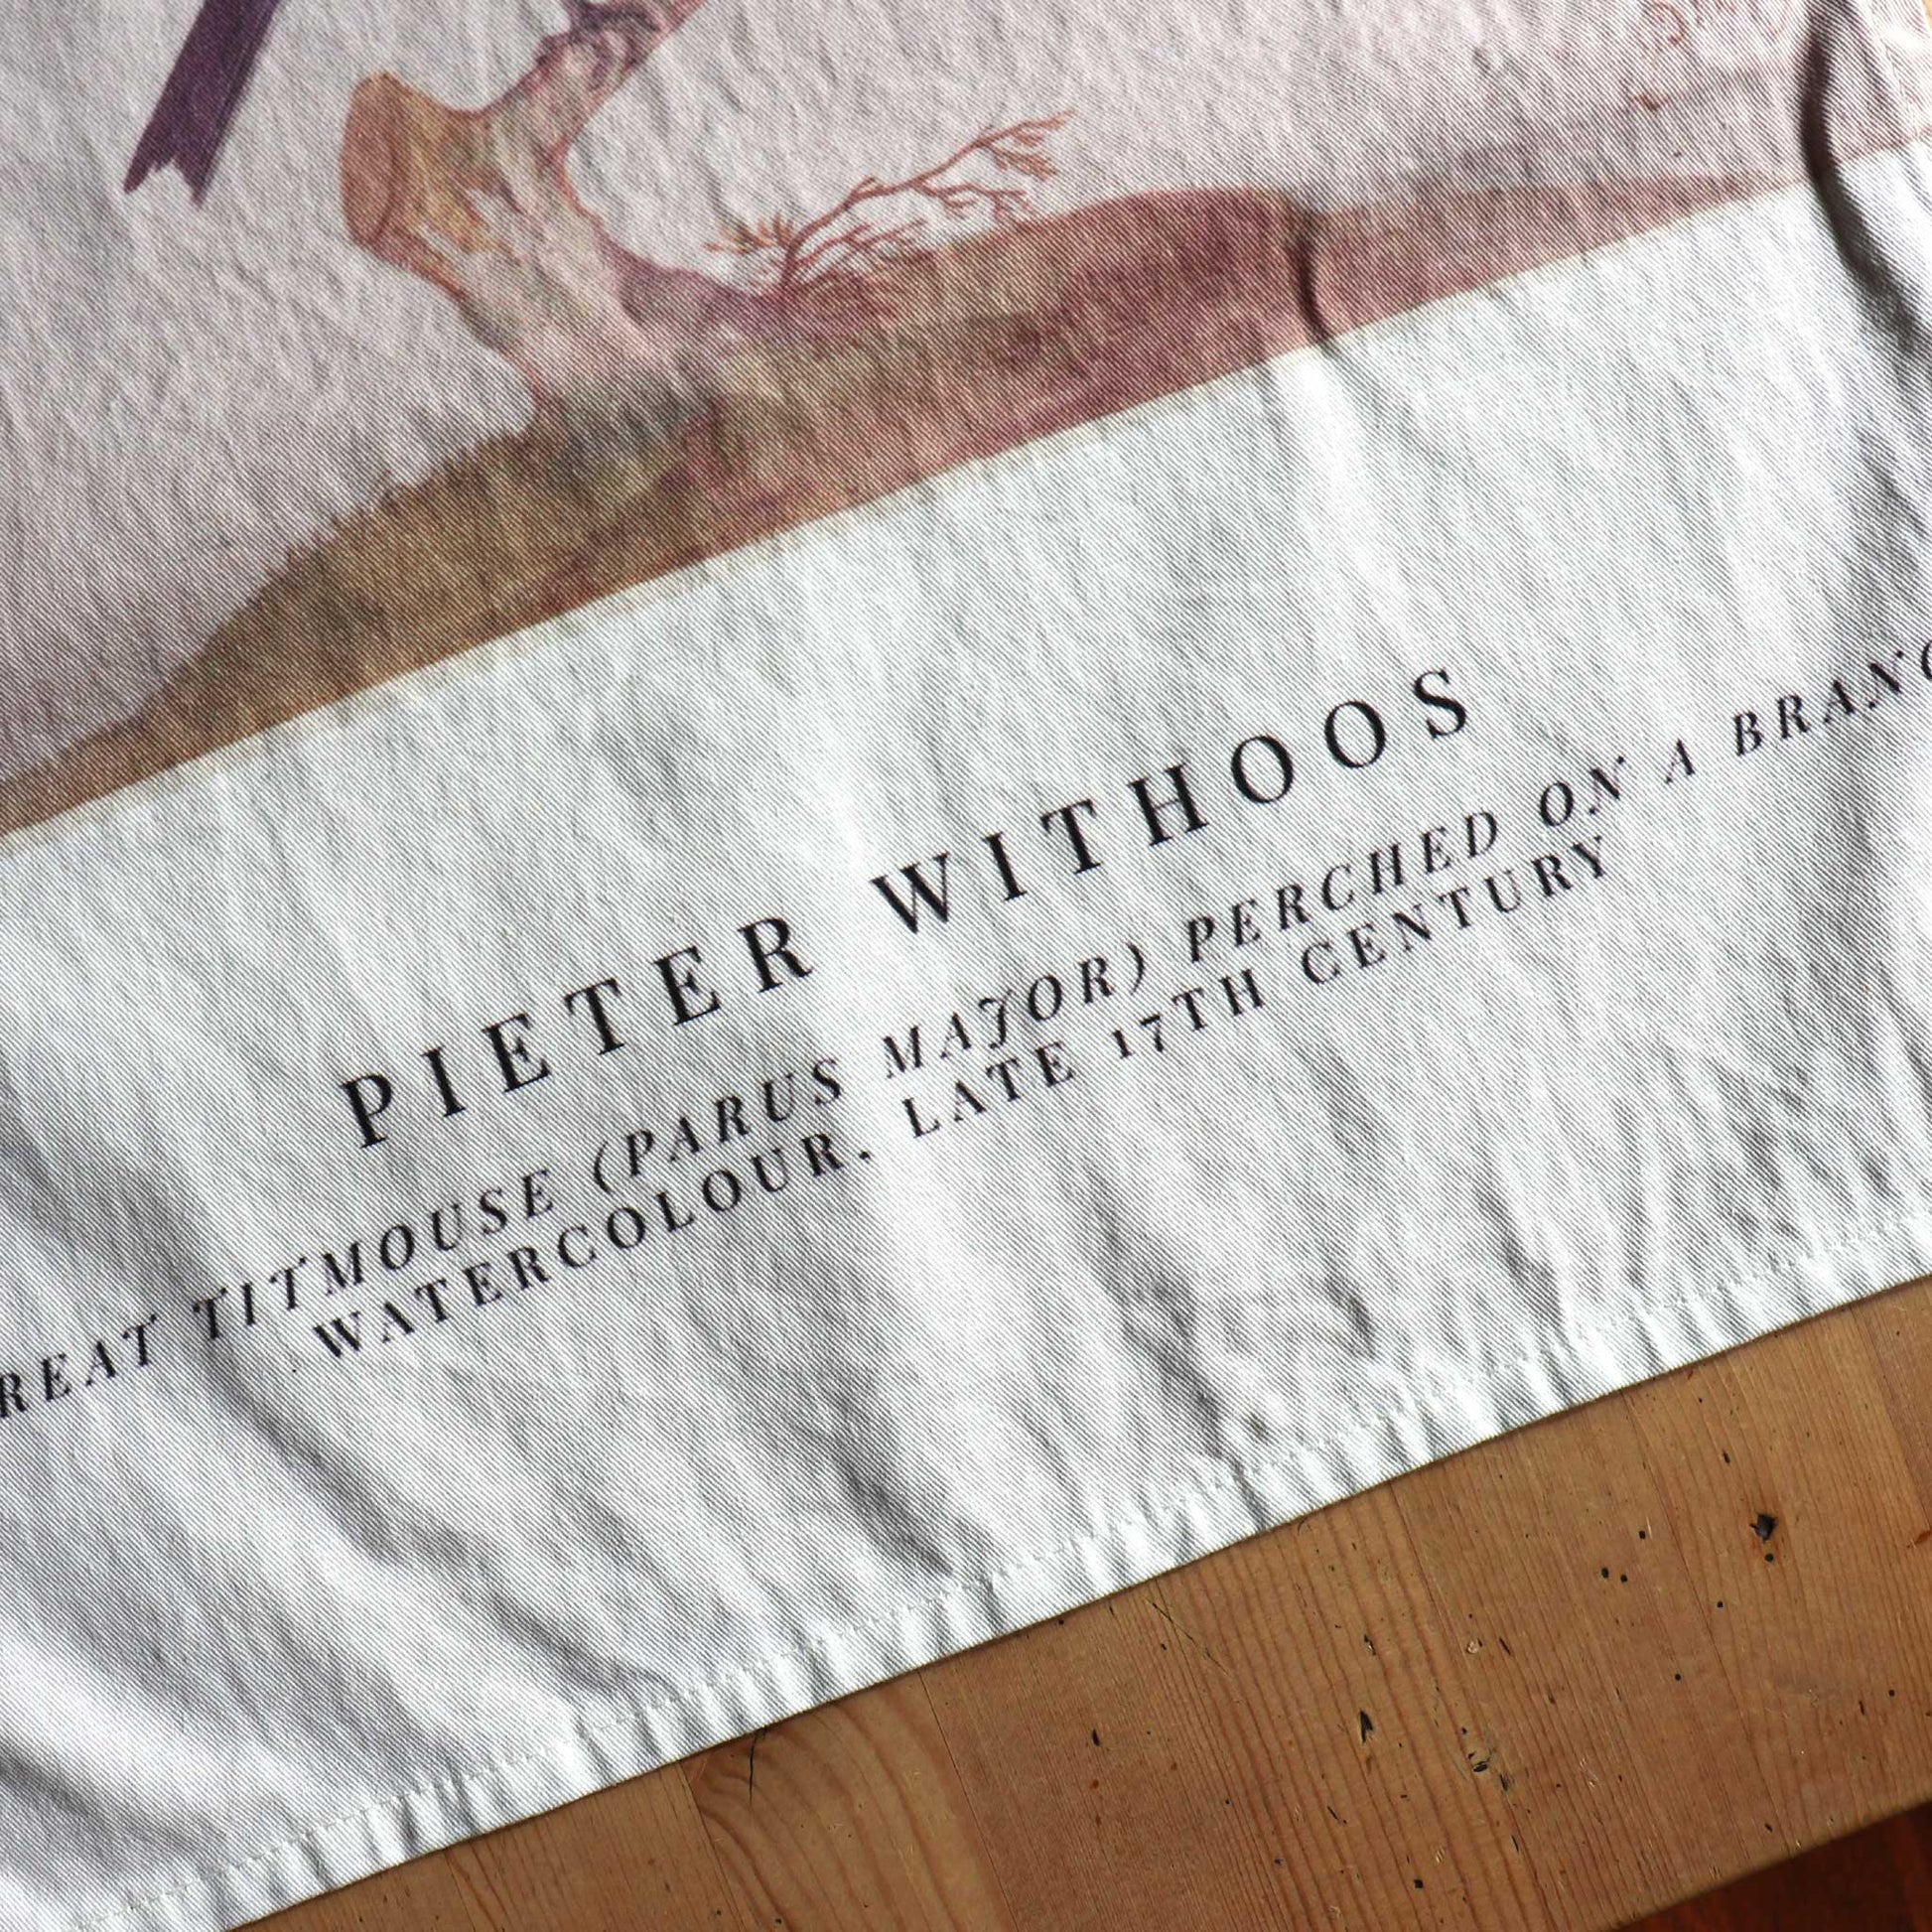 PIETER WITHOOS
REAT TITMOUSE (PARUS MAJOR) PERCHED ON A BRANC
WATERCOLOUR. LATE 17TH CENTURY